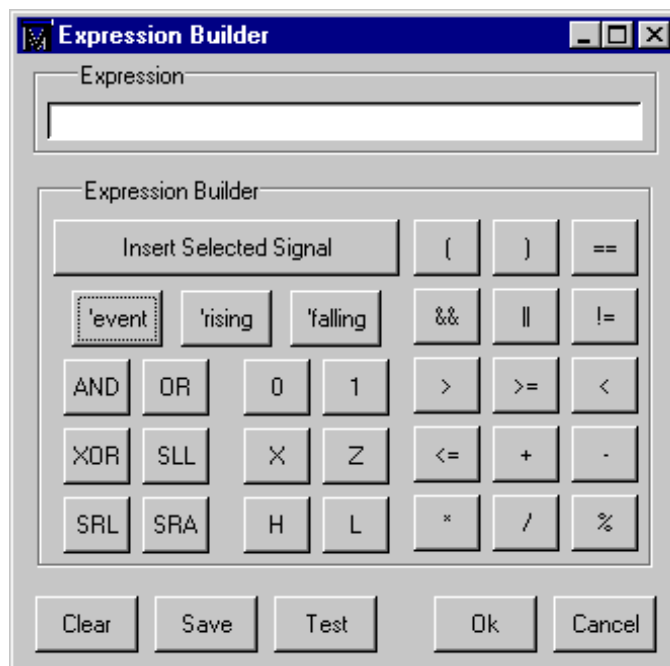 Expression Builder
Expression
Expression Builder
Insert Selected Signal ( ) ==
'event 'rising 'falling && || !=
AND OR 0 1 > >= <
XOR SLL X Z <= + -
SRL SRA H L * / %
Clear Save Test Ok Cancel